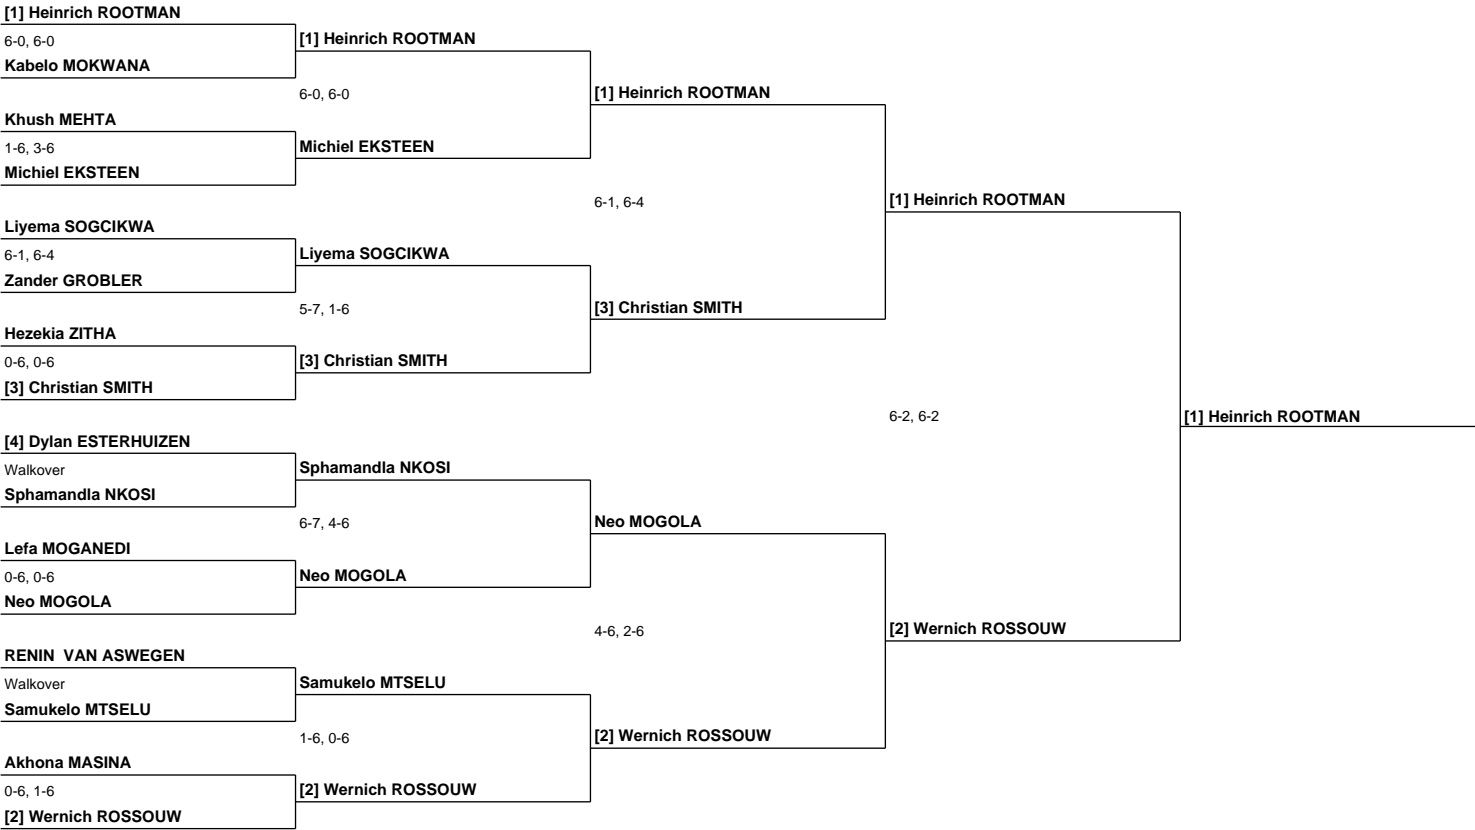 [1] Heinrich ROOTMAN
6-0, 6-0
Kabelo MOKWANA
Khush MEHTA
1-6, 3-6
Michiel EKSTEEN
Liyema SOGCIKWA
6-1, 6-4
Zander GROBLER
Hezekia ZITHA
0-6, 0-6
[3] Christian SMITH
[4] Dylan ESTERHUIZEN
Walkover
Sphamandla NKOSI
Lefa MOGANEDI
0-6, 0-6
Neo MOGOLA
RENIN  VAN ASWEGEN
Walkover
Samukelo MTSELU
Akhona MASINA
0-6, 1-6
[2] Wernich ROSSOUW
[1] Heinrich ROOTMAN
6-0, 6-0
Michiel EKSTEEN
Liyema SOGCIKWA
5-7, 1-6
[3] Christian SMITH
Sphamandla NKOSI
6-7, 4-6
Neo MOGOLA
Samukelo MTSELU
1-6, 0-6
[2] Wernich ROSSOUW
[1] Heinrich ROOTMAN
6-1, 6-4
[3] Christian SMITH
Neo MOGOLA
4-6, 2-6
[2] Wernich ROSSOUW
[1] Heinrich ROOTMAN
6-2, 6-2
[2] Wernich ROSSOUW
[1] Heinrich ROOTMAN